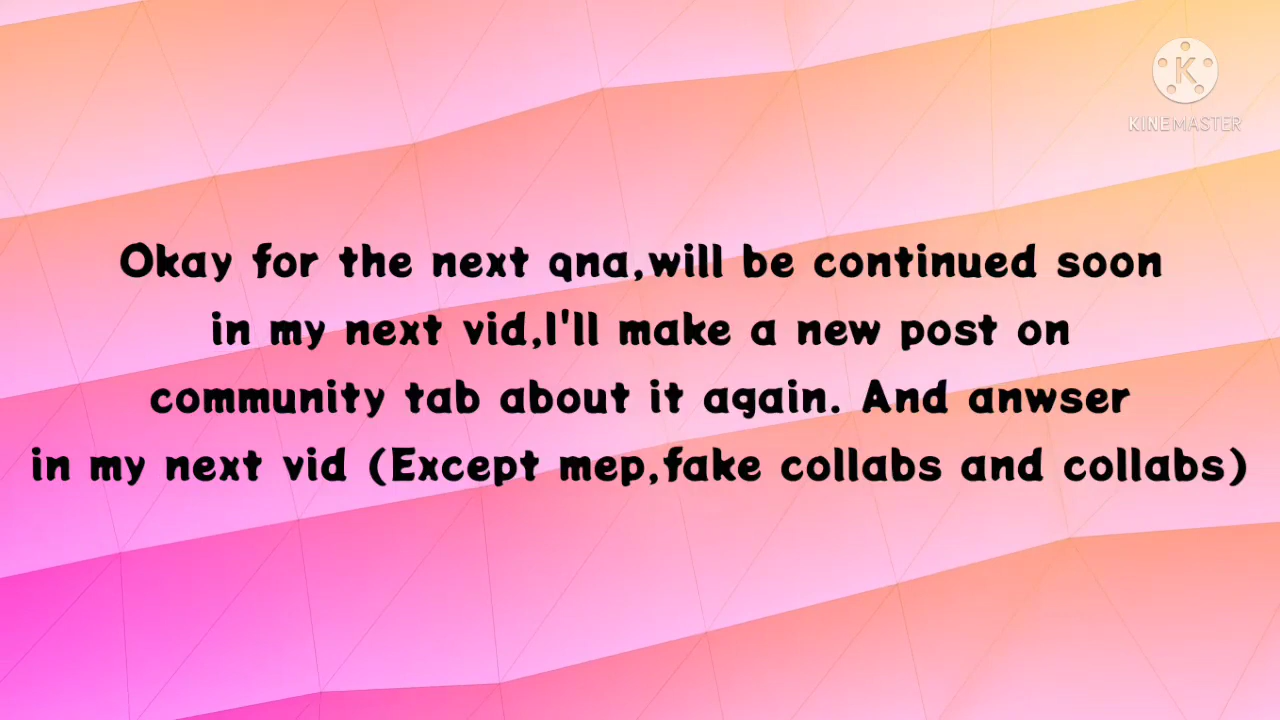 KINEMASTER
Okay for the next qna,will be continued soon
in my next vid,I'll make a new post on
community tab about it again. And anwser
in my next vid (Except mep,fake collabs and collabs)